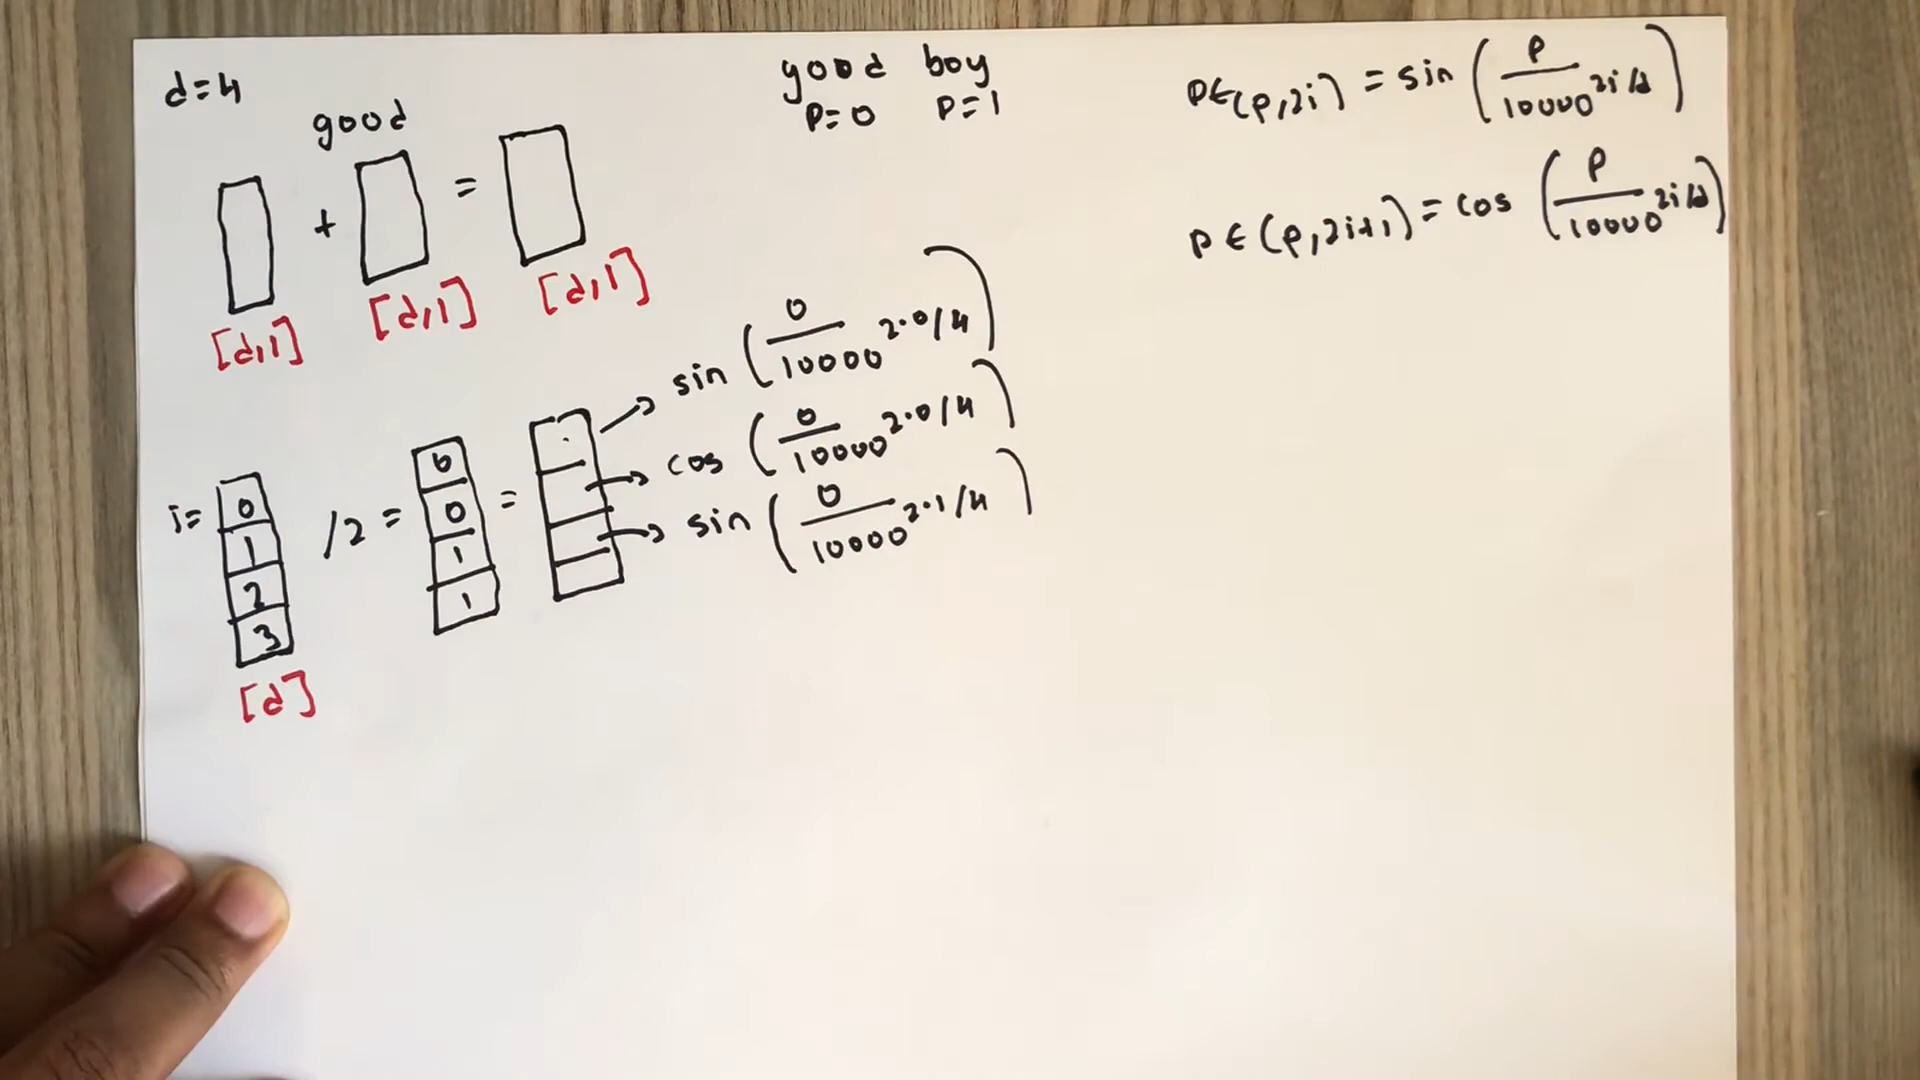 d=4
good
+ =
[d,1] [d,1] [d,1]
good boy
P=0 P=1
PE(p,2i) = sin (P/10000^2i/d)
PE(p,2i+1) = cos (P/10000^2i/d)
i= 0 1 2 3 /2 = 0 0 1 1 =
[d]
→ sin (0/10000^2·0/4)
→ cos (0/10000^2·0/4)
→ sin (0/10000^2·1/4)